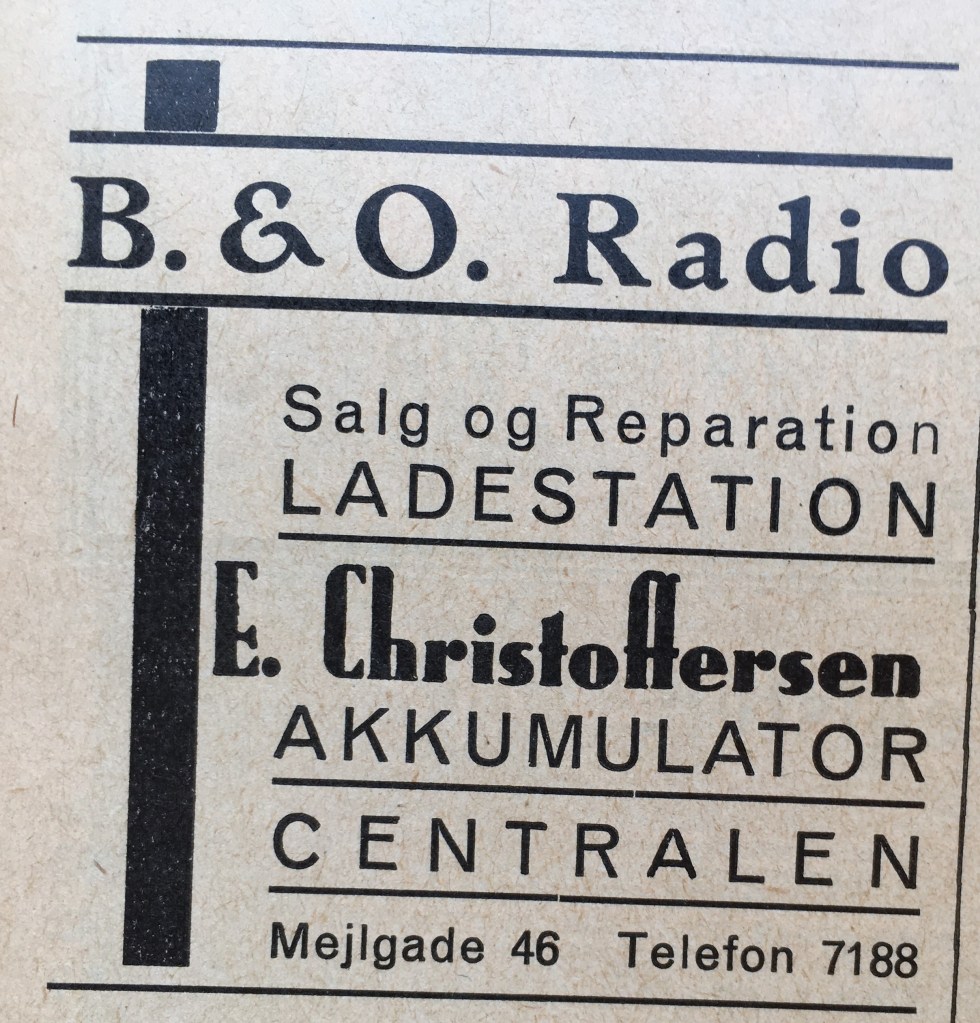 B. & O. Radio
Salg og Reparation
LADESTATION
E. Christoffersen
AKKUMULATOR
CENTRALEN
Mejlgade 46 Telefon 7188